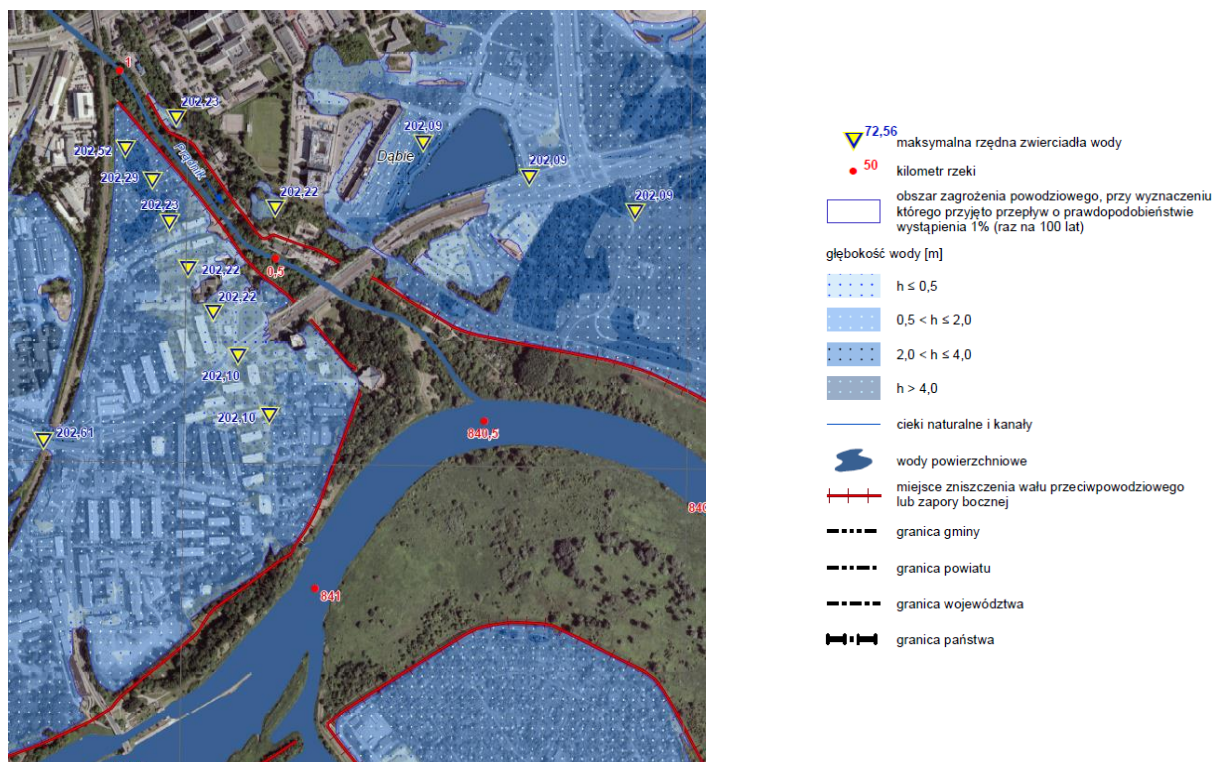 1
202,23
202,52
202,29
202,23
Prądnik
202,09
Dąbie
202,22
202,09
202,09
0,5
202,22
202,22
202,10
202,10
202,61
840,5
840
841
72,56
maksymalna rzędna zwierciadła wody
50
kilometr rzeki
obszar zagrożenia powodziowego, przy wyznaczeniu
którego przyjęto przepływ o prawdopodobieństwie
wystąpienia 1% (raz na 100 lat)
głębokość wody [m]
h ≤ 0,5
0,5 < h ≤ 2,0
2,0 < h ≤ 4,0
h > 4,0
cieki naturalne i kanały
wody powierzchniowe
miejsce zniszczenia wału przeciwpowodziowego
lub zapory bocznej
granica gminy
granica powiatu
granica województwa
granica państwa